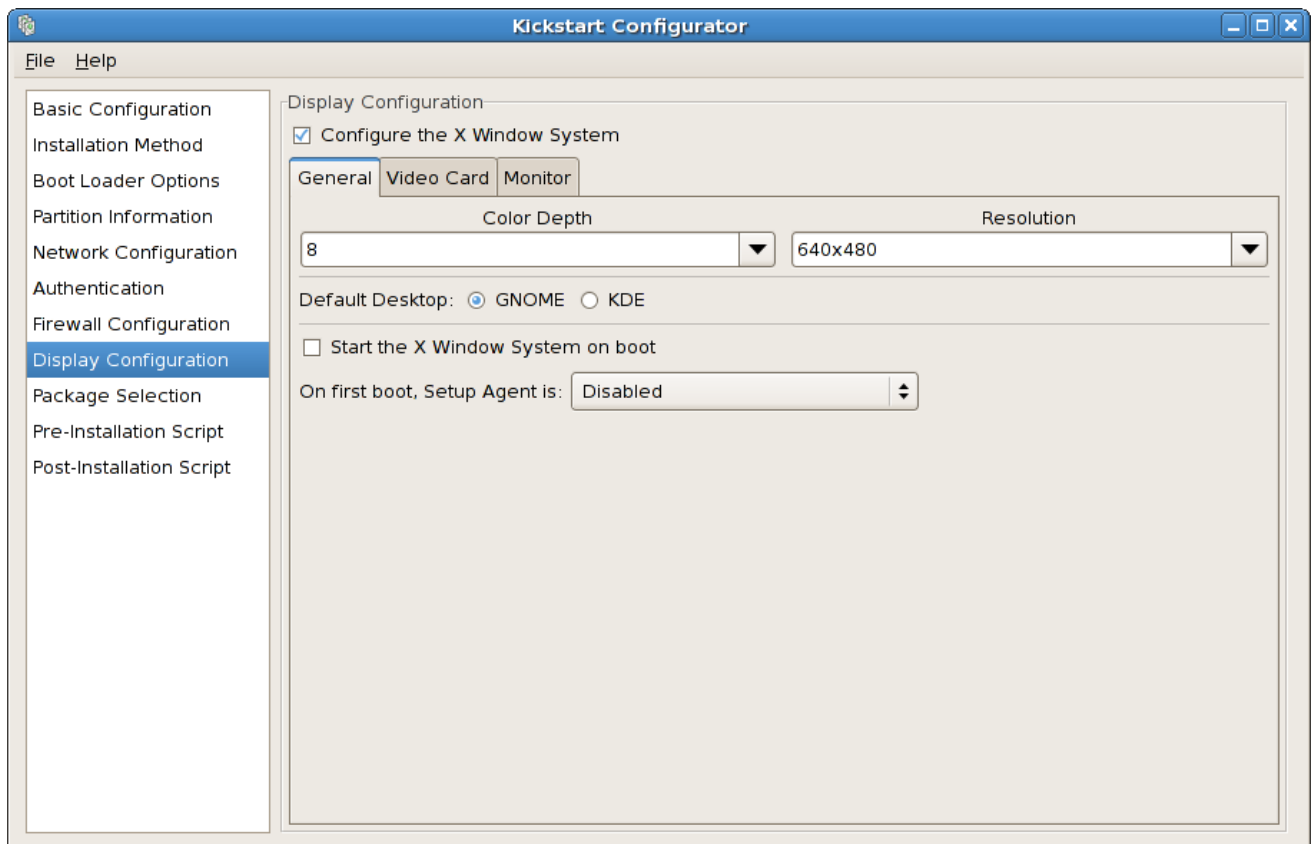 Kickstart Configurator
File Help
Basic Configuration
Installation Method
Boot Loader Options
Partition Information
Network Configuration
Authentication
Firewall Configuration
Display Configuration
Package Selection
Pre-Installation Script
Post-Installation Script
Display Configuration
Configure the X Window System
General Video Card Monitor
Color Depth Resolution
8 640x480
Default Desktop: GNOME KDE
Start the X Window System on boot
On first boot, Setup Agent is: Disabled